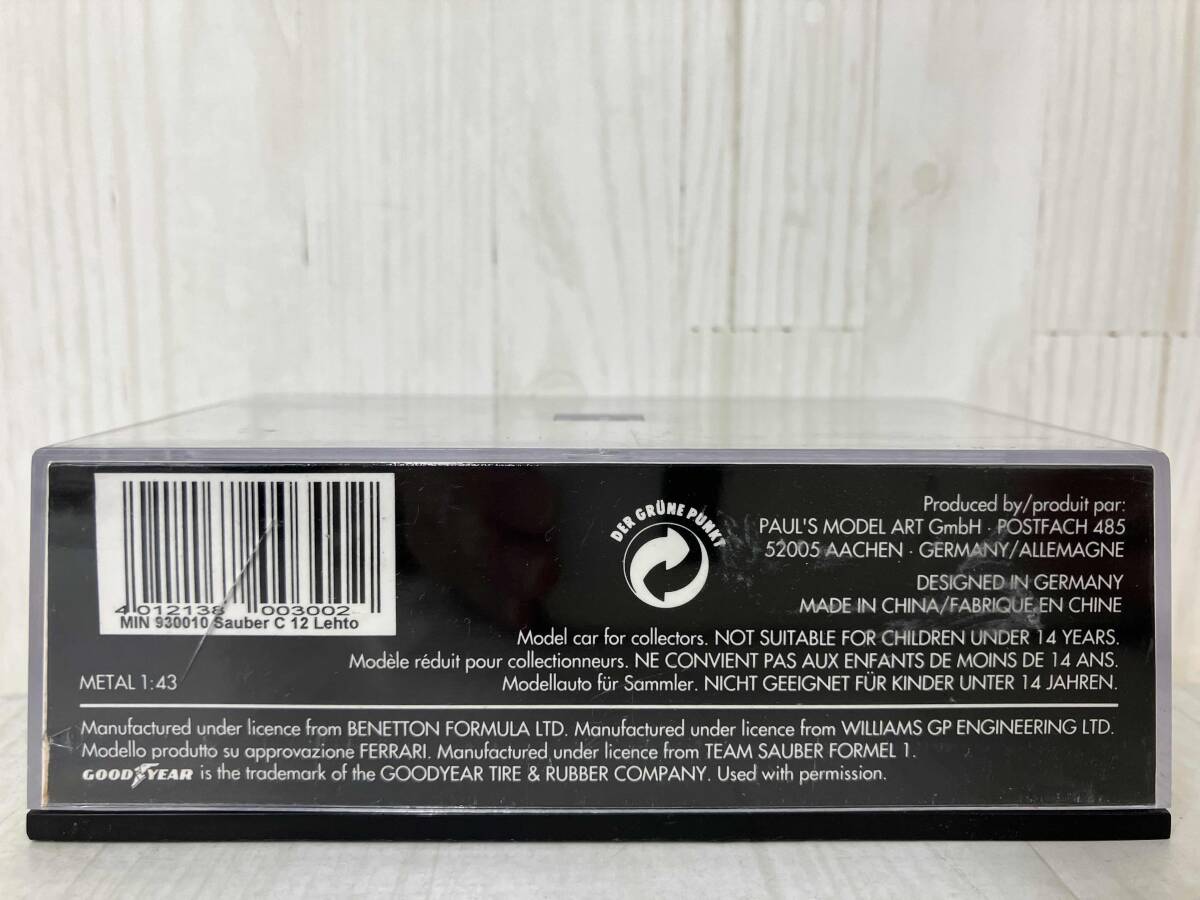 4 012138 003002
MIN 930010 Sauber C 12 Lehto
DER GRÜNE PUNKT
Produced by/produit par:
PAUL'S MODEL ART GmbH · POSTFACH 485
52005 AACHEN · GERMANY/ALLEMAGNE
DESIGNED IN GERMANY
MADE IN CHINA/FABRIQUE EN CHINE
Model car for collectors. NOT SUITABLE FOR CHILDREN UNDER 14 YEARS.
Modèle réduit pour collectionneurs. NE CONVIENT PAS AUX ENFANTS DE MOINS DE 14 ANS.
METAL 1:43
Modellauto für Sammler. NICHT GEEIGNET FÜR KINDER UNTER 14 JAHREN.
Manufactured under licence from BENETTON FORMULA LTD. Manufactured under licence from WILLIAMS GP ENGINEERING LTD.
Modello produtto su approvazione FERRARI. Manufactured under licence from TEAM SAUBER FORMEL 1.
GOODYEAR is the trademark of the GOODYEAR TIRE & RUBBER COMPANY. Used with permission.